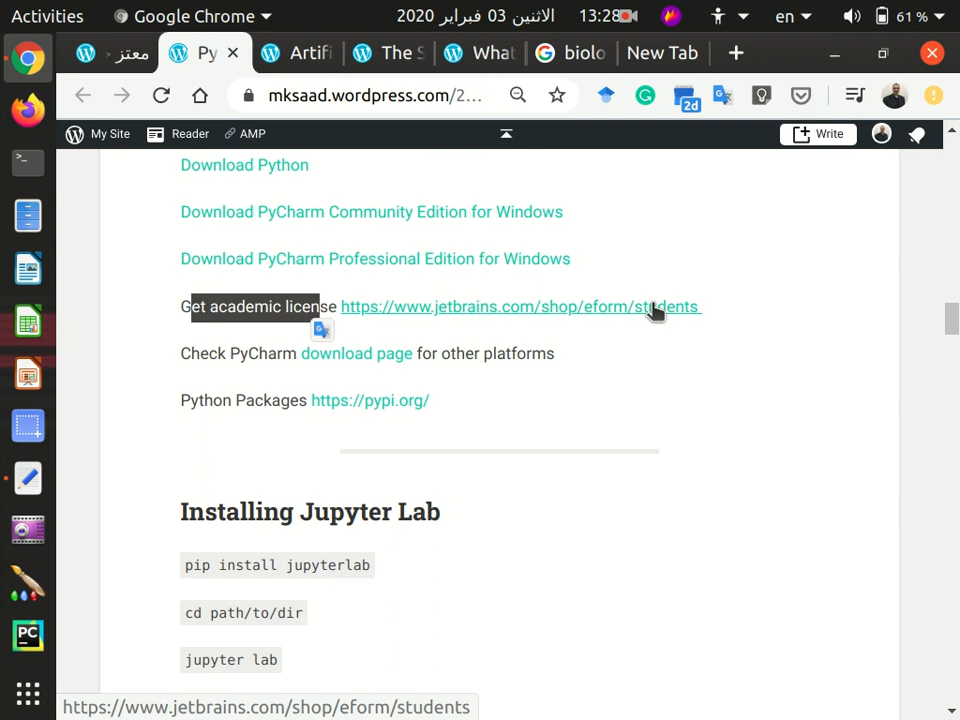 Activities
Google Chrome
الاثنين 03 فبراير 2020
13:28
en
61 %
معتز
Py
Artifi
The S
What
biolo
New Tab
mksaad.wordpress.com/2...
2d
My Site
Reader
AMP
Write
Download Python
Download PyCharm Community Edition for Windows
Download PyCharm Professional Edition for Windows
Get academic license https://www.jetbrains.com/shop/eform/students
Check PyCharm download page for other platforms
Python Packages https://pypi.org/
Installing Jupyter Lab
pip install jupyterlab
cd path/to/dir
jupyter lab
PC
https://www.jetbrains.com/shop/eform/students